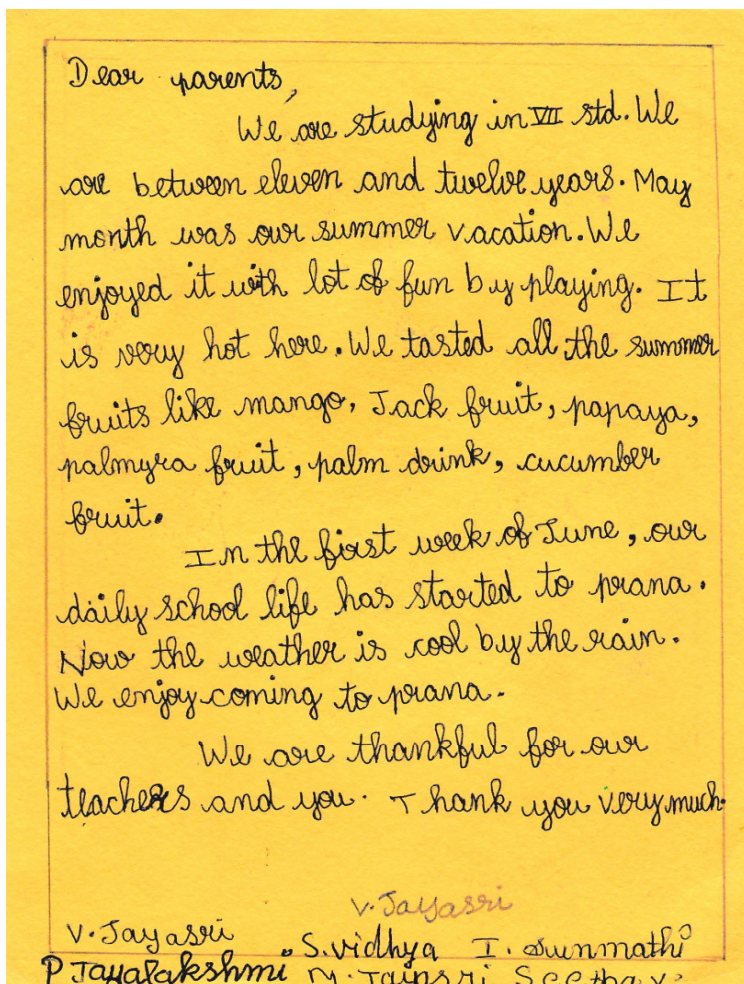 Dear parents,
We are studying in VII std. We
are between eleven and twelve years. May
month was our summer vacation. We
enjoyed it with lot of fun by playing. It
is very hot here. We tasted all the summer
fruits like mango, Jack fruit, papaya,
palmyra fruit, palm drink, cucumber
fruit.
In the first week of June, our
daily school life has started to prana.
Now the weather is cool by the rain.
We enjoy coming to prana.
We are thankful for our
teachers and you. Thank you very much.
V. Jayasri
V. Jayasri S. vidhya I. Sunmathi
P Jayalakshmi M. Jainsri Seetha V.